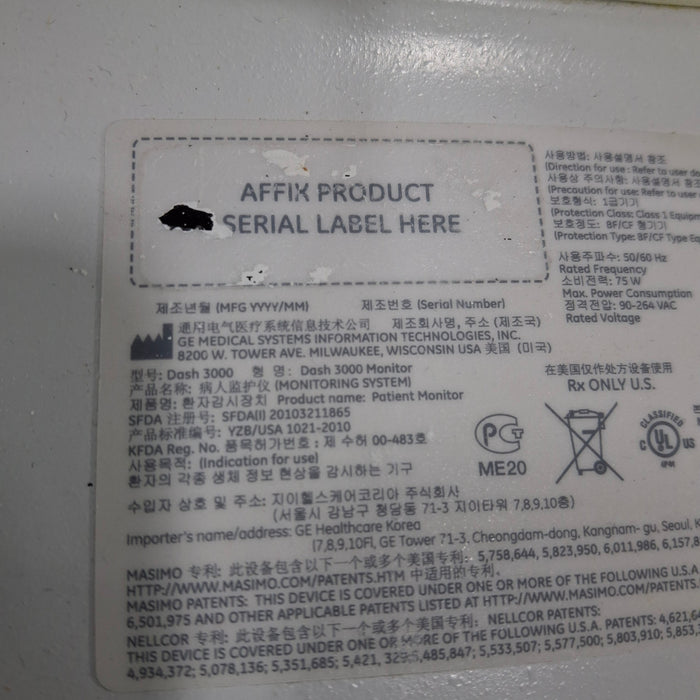 AFFIX PRODUCT
SERIAL LABEL HERE
사용방법: 사용설명서 참조
(Direction for use: Refer to user
사용상 주의사항: 사용설명서
(Precaution for use: Refer to user
보호형식: 1급기기
(Protection Class: Class 1 Equip
보호정도: BF/CF 형기기
(Protection Type: BF/CF Type Eq
사용주파수: 50/60 Hz
Rated Frequency
소비전력: 75 W
Max. Power Consumption
정격전압: 90-264 VAC
Rated Voltage
제조년월 (MFG YYYY/MM) 제조번호 (Serial Number)
通用电气医疗系统信息技术公司 제조회사명, 주소 (제조국)
GE MEDICAL SYSTEMS INFORMATION TECHNOLOGIES, INC.
8200 W. TOWER AVE. MILWAUKEE, WISCONSIN USA 美国 (미국)
型号: Dash 3000 형 명: Dash 3000 Monitor
产品名称: 病人监护仪 (MONITORING SYSTEM)
제품명: 환자감시장치 Product name: Patient Monitor
SFDA 注册号: SFDA(I) 20103211865
产品标准编号: YZB/USA 1021-2010
KFDA Reg. No. 품목허가번호: 제 수허 00-483호
사용목적: (Indication for use)
환자의 각종 생체 정보 현상을 감시하는 기구
在美国仅作处方设备使用
Rx ONLY U.S.
PCT
ME20
CLASSIFIED
C UL US
수입자 상호 및 주소: 지이헬스케어코리아 주식회사
(서울시 강남구 청담동 71-3 지이타워 7,8,9,10층)
Importer's name/address: GE Healthcare Korea
(7,8,9,10Fl, GE Tower 71-3, Cheongdam-dong, Kangnam- gu, Seoul,
MASIMO 专利: 此设备包含以下一个或多个美国专利: 5,758,644, 5,823,950, 6,011,986, 6,157,8
HTTP://WWW.MASIMO.COM/PATENTS.HTM 中适用的专利.
MASIMO PATENTS: THIS DEVICE IS COVERED UNDER ONE OR MORE OF THE FOLLOWING U.S.A
6,501,975 AND OTHER APPLICABLE PATENTS LISTED AT HTTP://WWW.MASIMO.COM/PATENTS.
NELLCOR 专利: 此设备包含以下一个或多个美国专利: NELLCOR PATENTS:
THIS DEVICE IS COVERED UNDER ONE OR MORE OF THE FOLLOWING U.S.A. PATENTS: 4,621,64
4,934,372; 5,078,136; 5,351,685; 5,421, 329; 5,485,847; 5,533,507; 5,577,500; 5,803,910; 5,853,